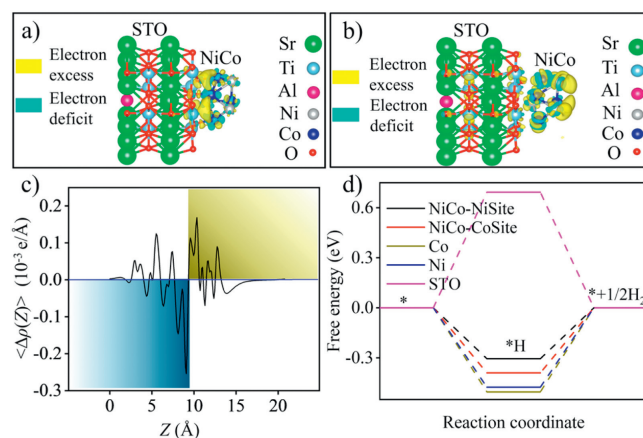 a)
STO
NiCo
Electron
excess
Electron
deficit
Sr
Ti
Al
Ni
Co
O
b)
STO
NiCo
Electron
excess
Electron
deficit
Sr
Ti
Al
Ni
Co
O
c)
<Δρ(Z)> (10⁻³ e/Å)
0.2
0.1
0.0
-0.1
-0.2
-0.3
0 5 10 15 20
Z (Å)
d)
Free energy (eV)
0.6
0.3
0.0
-0.3
NiCo-NiSite
NiCo-CoSite
Co
Ni
STO
*
*H
*+1/2H₂
Reaction coordinate